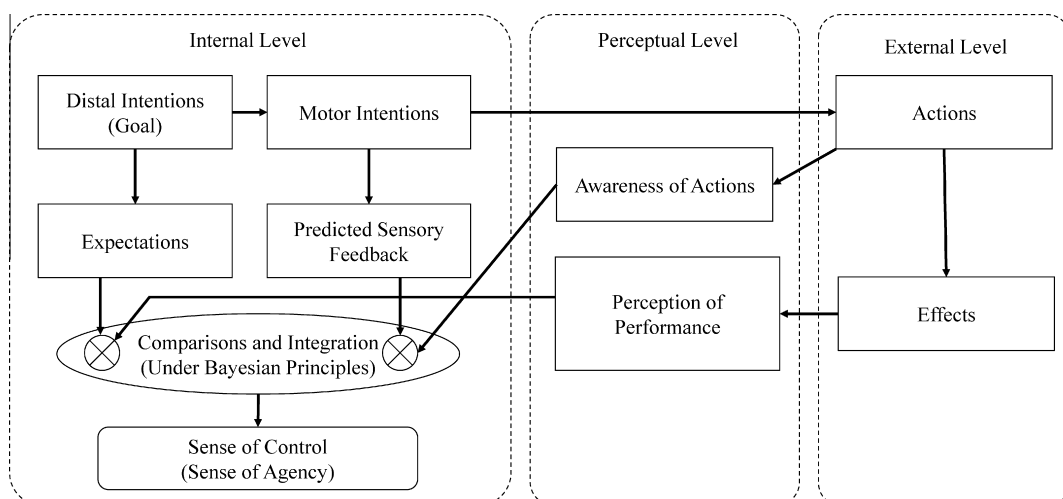 Internal Level
Perceptual Level
External Level
Distal Intentions
(Goal)
Motor Intentions
Actions
Awareness of Actions
Expectations
Predicted Sensory
Feedback
Perception of
Performance
Effects
Comparisons and Integration
(Under Bayesian Principles)
Sense of Control
(Sense of Agency)